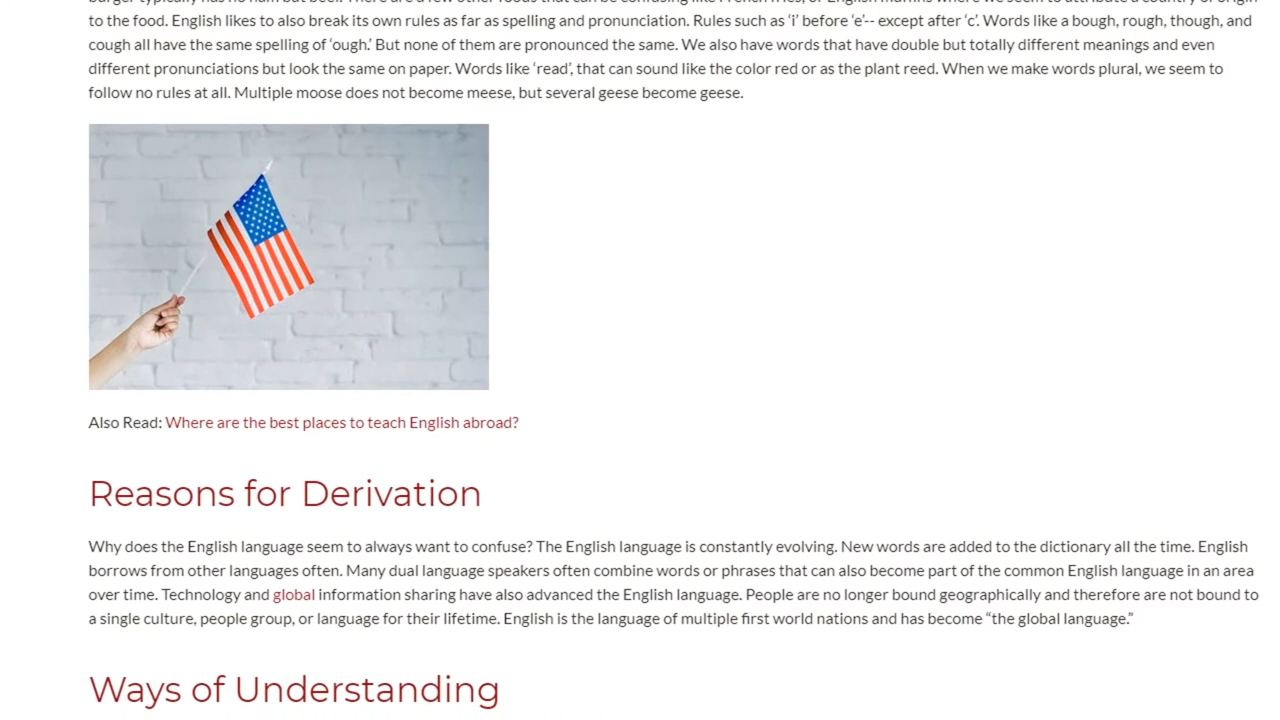 to the food. English likes to also break its own rules as far as spelling and pronunciation. Rules such as ‘i’ before ‘e’-- except after ‘c’. Words like a bough, rough, though, and
cough all have the same spelling of ‘ough.’ But none of them are pronounced the same. We also have words that have double but totally different meanings and even
different pronunciations but look the same on paper. Words like ‘read’, that can sound like the color red or as the plant reed. When we make words plural, we seem to
follow no rules at all. Multiple moose does not become meese, but several geese become geese.
Also Read: Where are the best places to teach English abroad?
Reasons for Derivation
Why does the English language seem to always want to confuse? The English language is constantly evolving. New words are added to the dictionary all the time. English
borrows from other languages often. Many dual language speakers often combine words or phrases that can also become part of the common English language in an area
over time. Technology and global information sharing have also advanced the English language. People are no longer bound geographically and therefore are not bound to
a single culture, people group, or language for their lifetime. English is the language of multiple first world nations and has become “the global language.”
Ways of Understanding